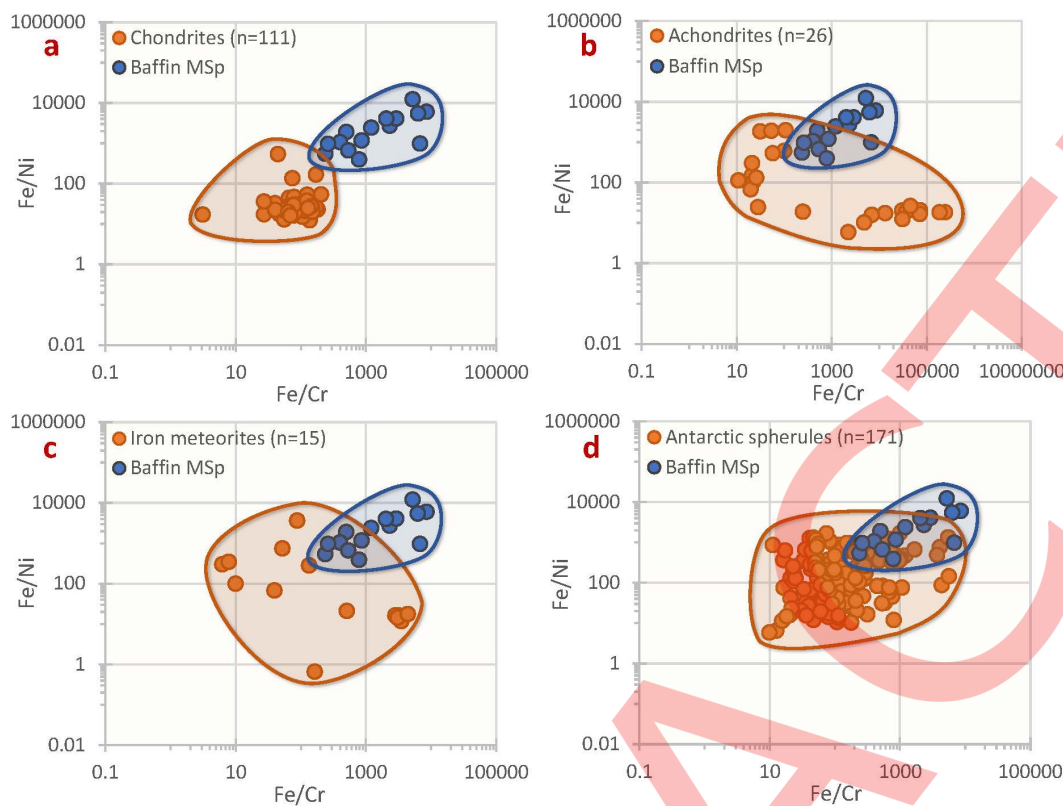 a
Chondrites (n=111)
Baffin MSp
1000000
10000
100
1
0.01
Fe/Ni
0.1
10
1000
100000
Fe/Cr
b
Achondrites (n=26)
Baffin MSp
1000000
10000
100
1
0.01
Fe/Ni
0.1
10
1000
100000
10000000
Fe/Cr
c
Iron meteorites (n=15)
Baffin MSp
1000000
10000
100
1
0.01
Fe/Ni
0.1
10
1000
100000
Fe/Cr
d
Antarctic spherules (n=171)
Baffin MSp
1000000
10000
100
1
0.01
Fe/Ni
0.1
10
1000
100000
Fe/Cr
ACT